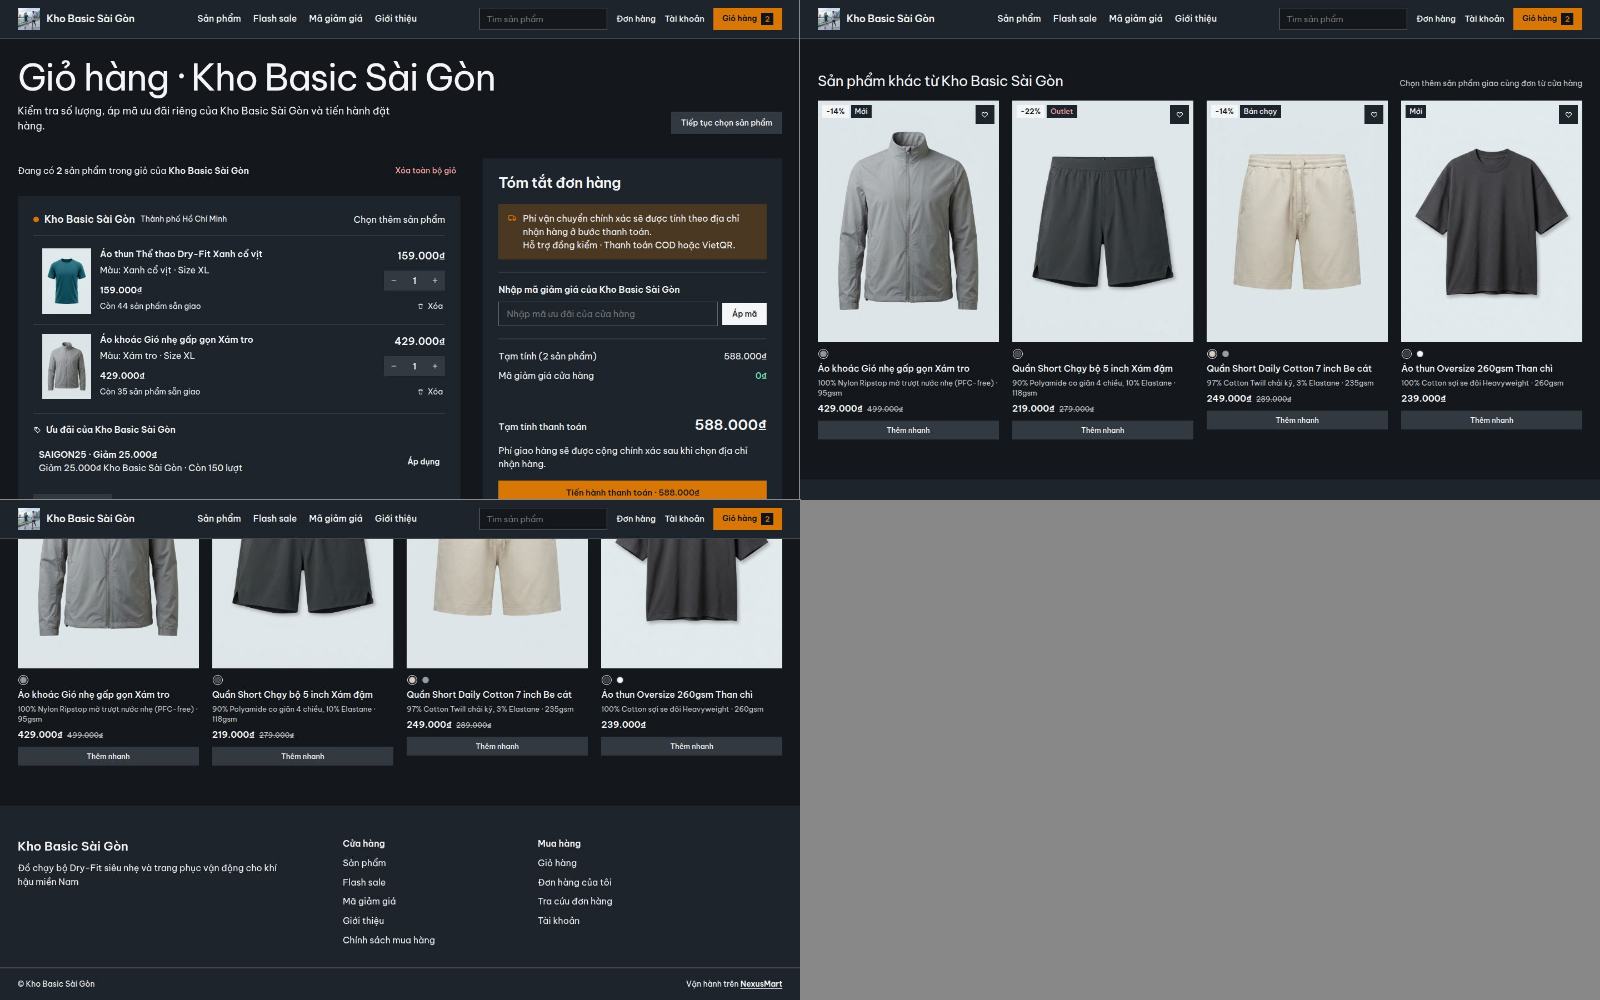 Kho Basic Sài Gòn
Sản phẩm Flash sale Mã giảm giá Giới thiệu
Tìm sản phẩm
Đơn hàng Tài khoản Giỏ hàng 2
Giỏ hàng · Kho Basic Sài Gòn
Kiểm tra số lượng, áp mã ưu đãi riêng của Kho Basic Sài Gòn và tiến hành đặt
hàng.
Tiếp tục chọn sản phẩm
Đang có 2 sản phẩm trong giỏ của Kho Basic Sài Gòn
Xóa toàn bộ giỏ
Kho Basic Sài Gòn Thành phố Hồ Chí Minh
Chọn thêm sản phẩm
Áo thun Thể thao Dry-Fit Xanh cổ vịt
159.000₫
Màu: Xanh cổ vịt · Size XL
− 1 +
159.000₫
Còn 44 sản phẩm sẵn giao
Xóa
Áo khoác Gió nhẹ gấp gọn Xám tro
429.000₫
Màu: Xám tro · Size XL
− 1 +
429.000₫
Còn 35 sản phẩm sẵn giao
Xóa
Ưu đãi của Kho Basic Sài Gòn
SAIGON25 · Giảm 25.000₫
Giảm 25.000₫ Kho Basic Sài Gòn · Còn 150 lượt
Áp dụng
Tóm tắt đơn hàng
Phí vận chuyển chính xác sẽ được tính theo địa chỉ
nhận hàng ở bước thanh toán.
Hỗ trợ đồng kiểm · Thanh toán COD hoặc VietQR.
Nhập mã giảm giá của Kho Basic Sài Gòn
Nhập mã ưu đãi của cửa hàng
Áp mã
Tạm tính (2 sản phẩm) 588.000₫
Mã giảm giá cửa hàng 0₫
Tạm tính thanh toán 588.000₫
Phí giao hàng sẽ được cộng chính xác sau khi chọn địa chỉ
nhận hàng.
Tiến hành thanh toán · 588.000₫
Kho Basic Sài Gòn
Sản phẩm Flash sale Mã giảm giá Giới thiệu
Tìm sản phẩm
Đơn hàng Tài khoản Giỏ hàng 2
Sản phẩm khác từ Kho Basic Sài Gòn
Chọn thêm sản phẩm giao cùng đơn từ cửa hàng
-14% Mới
-22% Outlet
-14% Bán chạy
Mới
Áo khoác Gió nhẹ gấp gọn Xám tro
100% Nylon Ripstop mờ trượt nước nhẹ (PFC-free) ·
95gsm
429.000₫ 499.000₫
Thêm nhanh
Quần Short Chạy bộ 5 inch Xám đậm
90% Polyamide co giãn 4 chiều, 10% Elastane ·
118gsm
219.000₫ 279.000₫
Thêm nhanh
Quần Short Daily Cotton 7 inch Be cát
97% Cotton Twill chải kỹ, 3% Elastane · 235gsm
249.000₫ 289.000₫
Thêm nhanh
Áo thun Oversize 260gsm Than chì
100% Cotton sợi se đôi Heavyweight · 260gsm
239.000₫
Thêm nhanh
Kho Basic Sài Gòn
Sản phẩm Flash sale Mã giảm giá Giới thiệu
Tìm sản phẩm
Đơn hàng Tài khoản Giỏ hàng 2
Áo khoác Gió nhẹ gấp gọn Xám tro
100% Nylon Ripstop mờ trượt nước nhẹ (PFC-free) ·
95gsm
429.000₫ 499.000₫
Thêm nhanh
Quần Short Chạy bộ 5 inch Xám đậm
90% Polyamide co giãn 4 chiều, 10% Elastane ·
118gsm
219.000₫ 279.000₫
Thêm nhanh
Quần Short Daily Cotton 7 inch Be cát
97% Cotton Twill chải kỹ, 3% Elastane · 235gsm
249.000₫ 289.000₫
Thêm nhanh
Áo thun Oversize 260gsm Than chì
100% Cotton sợi se đôi Heavyweight · 260gsm
239.000₫
Thêm nhanh
Kho Basic Sài Gòn
Đồ chạy bộ Dry-Fit siêu nhẹ và trang phục vận động cho khí
hậu miền Nam
Cửa hàng
Sản phẩm
Flash sale
Mã giảm giá
Giới thiệu
Chính sách mua hàng
Mua hàng
Giỏ hàng
Đơn hàng của tôi
Tra cứu đơn hàng
Tài khoản
© Kho Basic Sài Gòn
Vận hành trên NexusMart